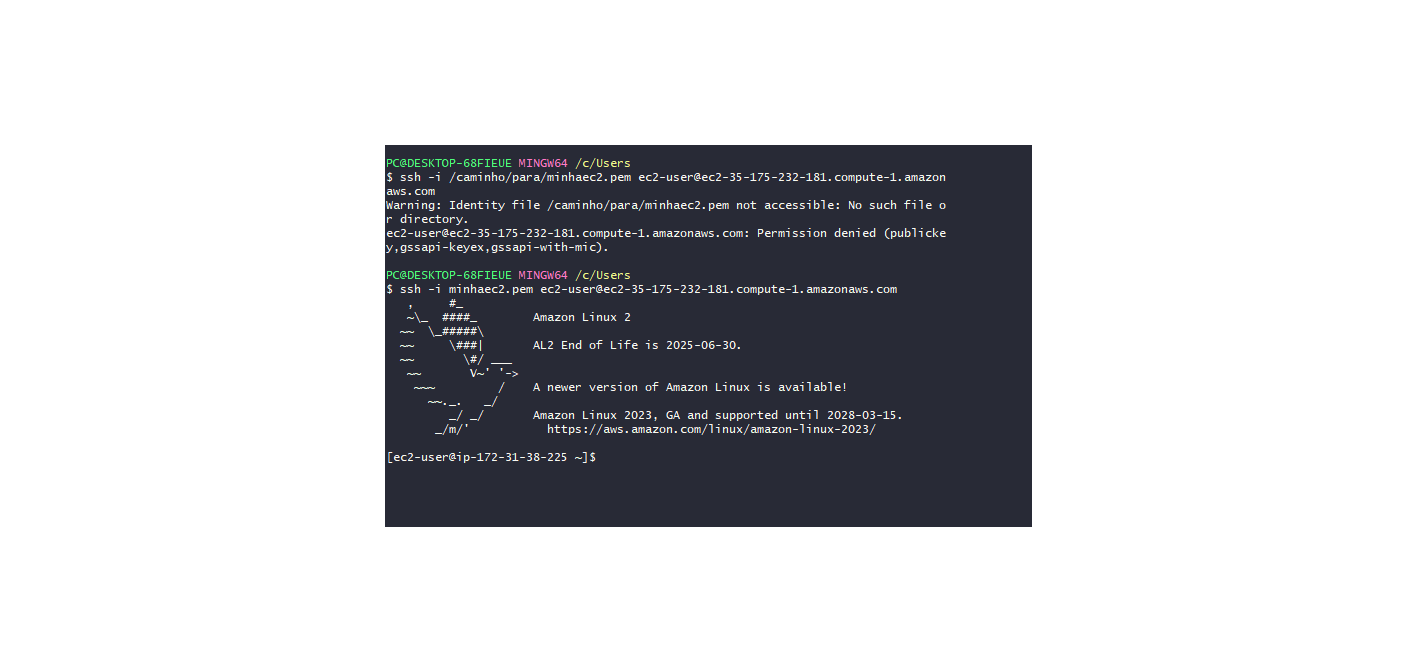 PC@DESKTOP-68FIEUE MINGW64 /c/Users
$ ssh -i /caminho/para/minhaec2.pem ec2-user@ec2-35-175-232-181.compute-1.amazon
aws.com
Warning: Identity file /caminho/para/minhaec2.pem not accessible: No such file o
r directory.
ec2-user@ec2-35-175-232-181.compute-1.amazonaws.com: Permission denied (publicke
y,gssapi-keyex,gssapi-with-mic).
PC@DESKTOP-68FIEUE MINGW64 /c/Users
$ ssh -i minhaec2.pem ec2-user@ec2-35-175-232-181.compute-1.amazonaws.com
   ,     #_
   ~\_  ####_        Amazon Linux 2
  ~~  \_#####\
  ~~     \###|       AL2 End of Life is 2025-06-30.
  ~~       \#/ ___
   ~~       V~' '->
    ~~~         /    A newer version of Amazon Linux is available!
      ~~._.   _/
         _/ _/       Amazon Linux 2023, GA and supported until 2028-03-15.
       _/m/'           https://aws.amazon.com/linux/amazon-linux-2023/
[ec2-user@ip-172-31-38-225 ~]$